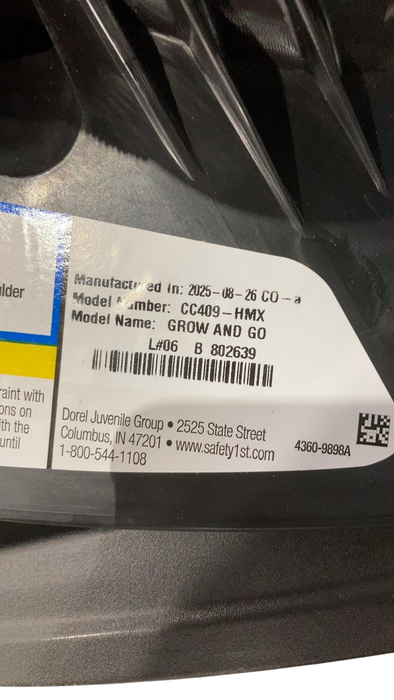 Manufactured in: 2025-08-26 CO-a
Model Number: CC409-HMX
Model Name: GROW AND GO
L#06 B 802639
Dorel Juvenile Group • 2525 State Street
Columbus, IN 47201 • www.safety1st.com
1-800-544-1108
4360-9898A
ulder
raint with
ons on
ith the
until